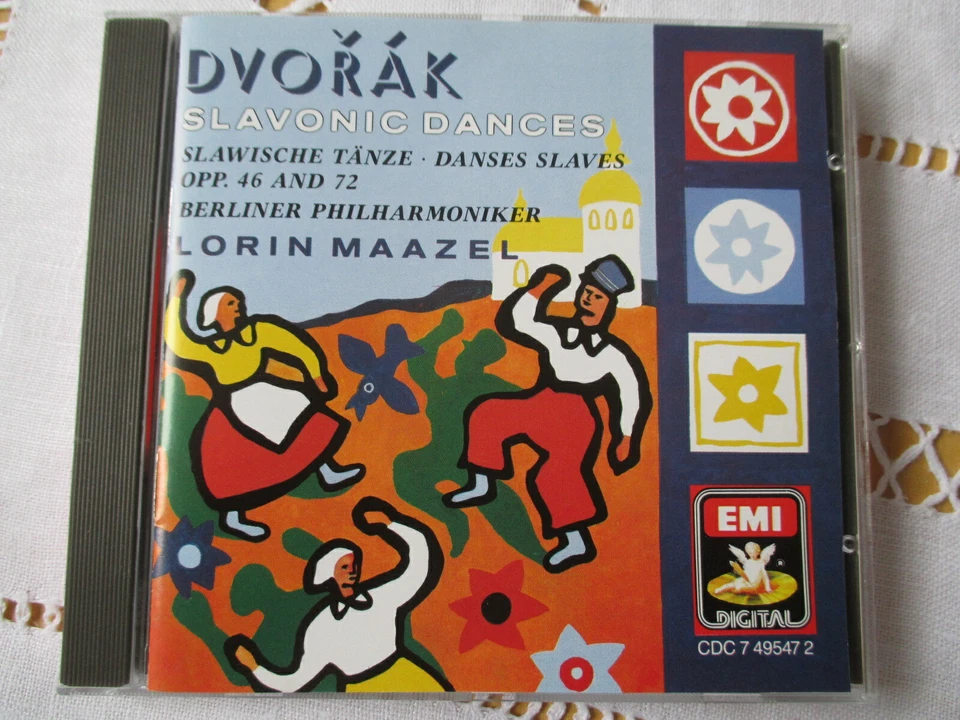 DVOŘÁK
SLAVONIC DANCES
SLAWISCHE TÄNZE · DANSES SLAVES
OPP. 46 AND 72
BERLINER PHILHARMONIKER
LORIN MAAZEL
EMI
®
DIGITAL
CDC 7 49547 2